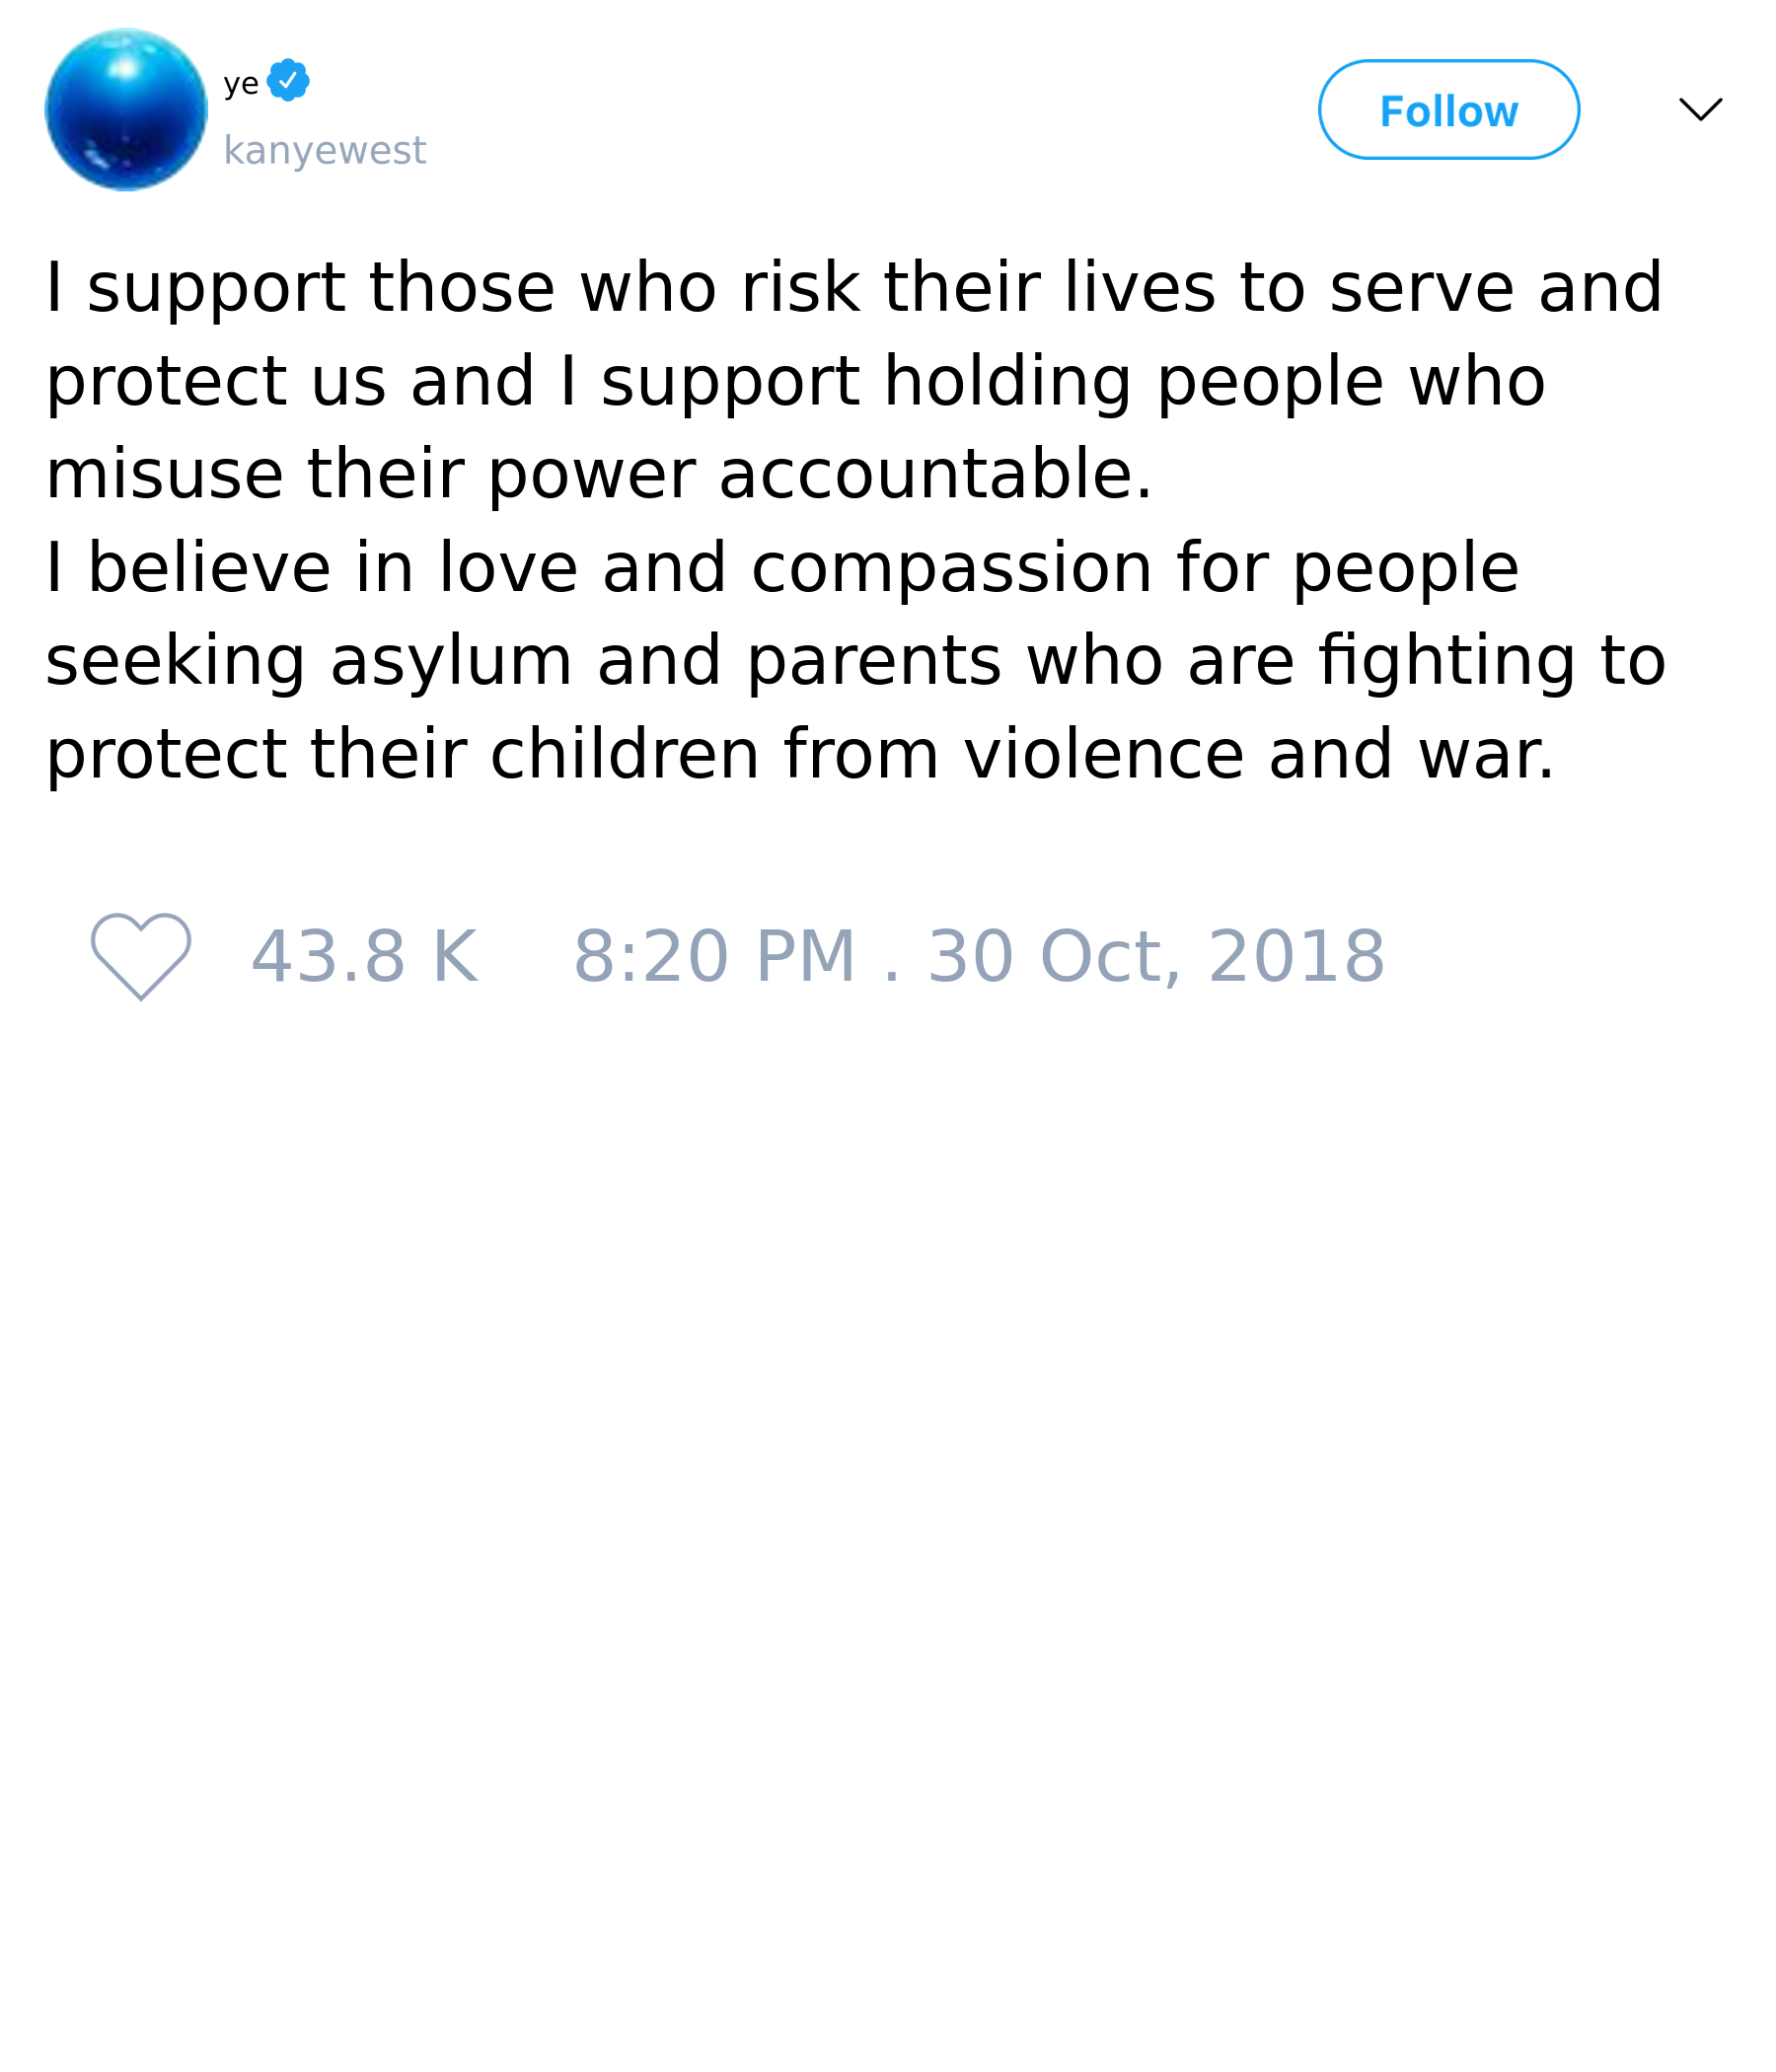 ye
kanyewest
Follow
I support those who risk their lives to serve and
protect us and I support holding people who
misuse their power accountable.
I believe in love and compassion for people
seeking asylum and parents who are fighting to
protect their children from violence and war.
43.8 K 8:20 PM . 30 Oct, 2018